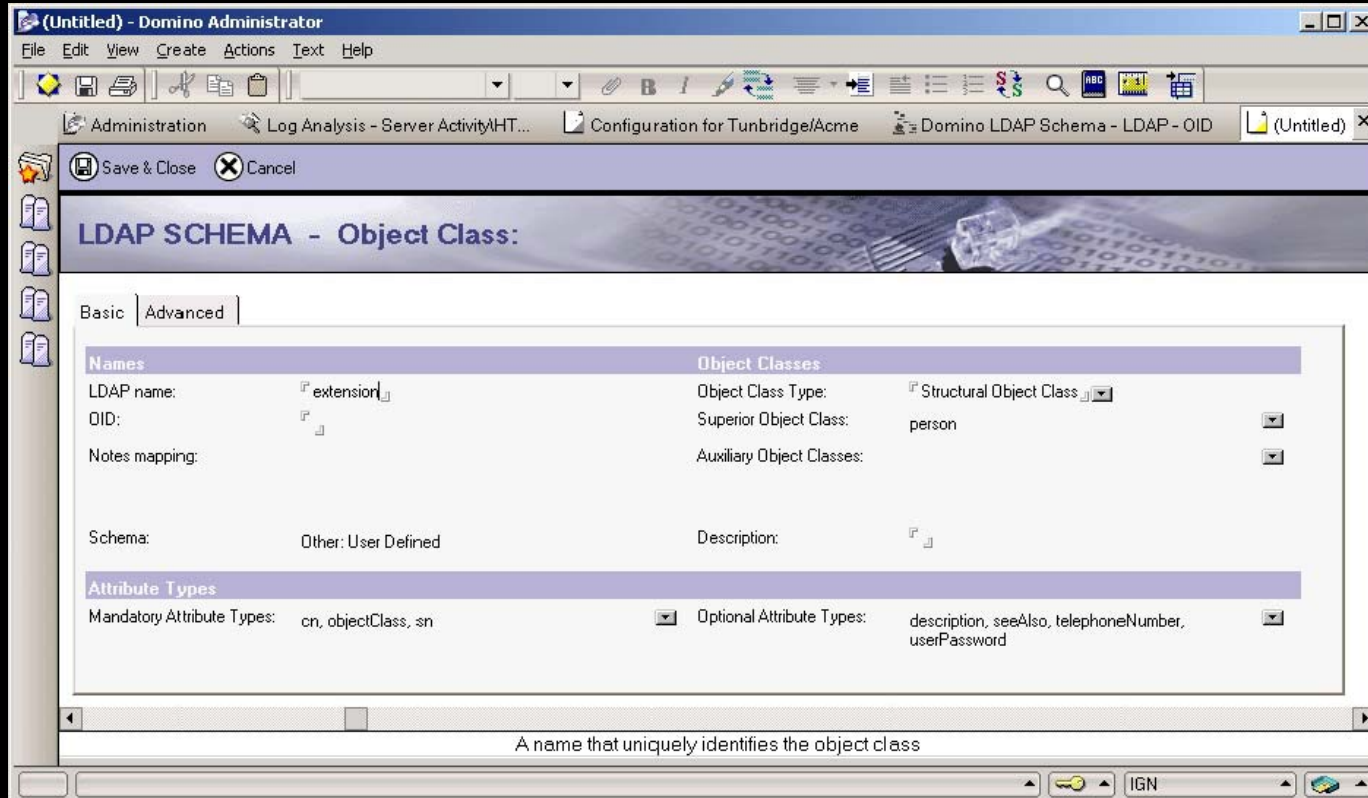 (Untitled) - Domino Administrator
File Edit View Create Actions Text Help
Administration Log Analysis - Server Activity\HT... Configuration for Tunbridge/Acme Domino LDAP Schema - LDAP - OID (Untitled)
Save & Close Cancel
LDAP SCHEMA - Object Class:
Basic Advanced
Names Object Classes
LDAP name: extension Object Class Type: Structural Object Class
OID: Superior Object Class: person
Notes mapping: Auxiliary Object Classes:
Schema: Other: User Defined Description:
Attribute Types
Mandatory Attribute Types: cn, objectClass, sn Optional Attribute Types: description, seeAlso, telephoneNumber,
userPassword
A name that uniquely identifies the object class
IGN